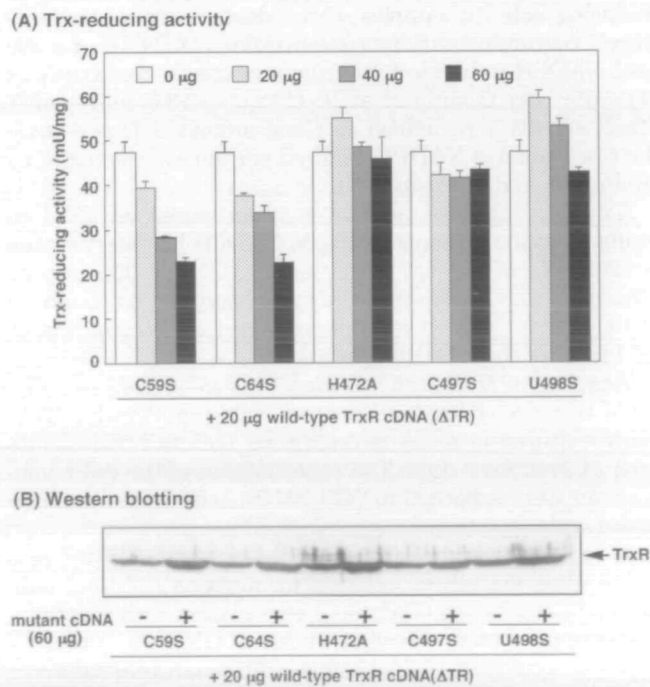 (A) Trx-reducing activity
Trx-reducing activity (mU/mg)
70
60
50
40
30
20
10
0
0 μg 20 μg 40 μg 60 μg
C59S C64S H472A C497S U498S
+ 20 μg wild-type TrxR cDNA (ΔTR)
(B) Western blotting
TrxR
mutant cDNA - + - + - + - + - +
(60 μg) C59S C64S H472A C497S U498S
+ 20 μg wild-type TrxR cDNA(ΔTR)